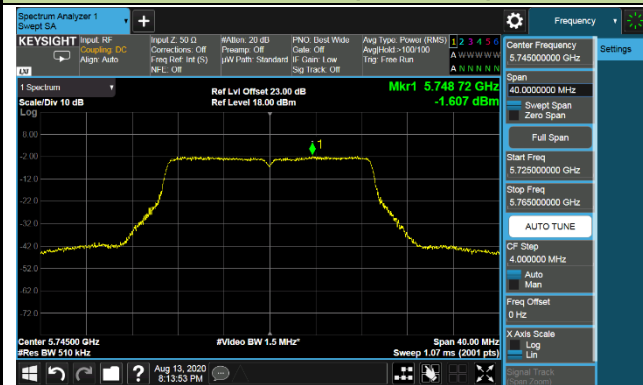 Spectrum Analyzer 1
Swept SA
+
Frequency
KEYSIGHT
Input: RF
Coupling: DC
Align: Auto
Input Z: 50 Ω
Corrections: Off
Freq Ref: Int (S)
NFE: Off
#Atten: 20 dB
Preamp: Off
µW Path: Standard
PNO: Best Wide
Gate: Off
IF Gain: Low
Sig Track: Off
Avg Type: Power (RMS)
Avg|Hold:>100/100
Trig: Free Run
1 2 3 4 5 6
A W W W W W
A N N N N N
LXI
1 Spectrum
Scale/Div 10 dB
Log
Ref Lvl Offset 23.00 dB
Ref Level 18.00 dBm
Mkr1 5.748 72 GHz
-1.607 dBm
8.00
-2.00
-12.0
-22.0
-32.0
-42.0
-52.0
-62.0
-72.0
1
Center 5.74500 GHz
#Res BW 510 kHz
#Video BW 1.5 MHz*
Span 40.00 MHz
Sweep 1.07 ms (2001 pts)
Center Frequency
5.745000000 GHz
Settings
Span
40.0000000 MHz
Swept Span
Zero Span
Full Span
Start Freq
5.725000000 GHz
Stop Freq
5.765000000 GHz
AUTO TUNE
CF Step
4.000000 MHz
Auto
Man
Freq Offset
0 Hz
X Axis Scale
Log
Lin
Signal Track
(Span Zoom)
?
Aug 13, 2020
8:13:53 PM